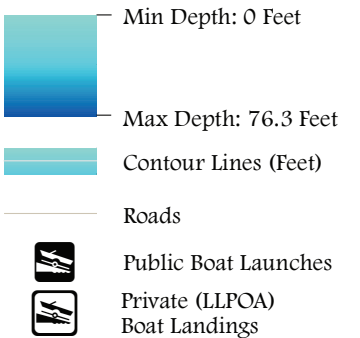 Min Depth: 0 Feet
Max Depth: 76.3 Feet
Contour Lines (Feet)
Roads
Public Boat Launches
Private (LLPOA)
Boat Landings